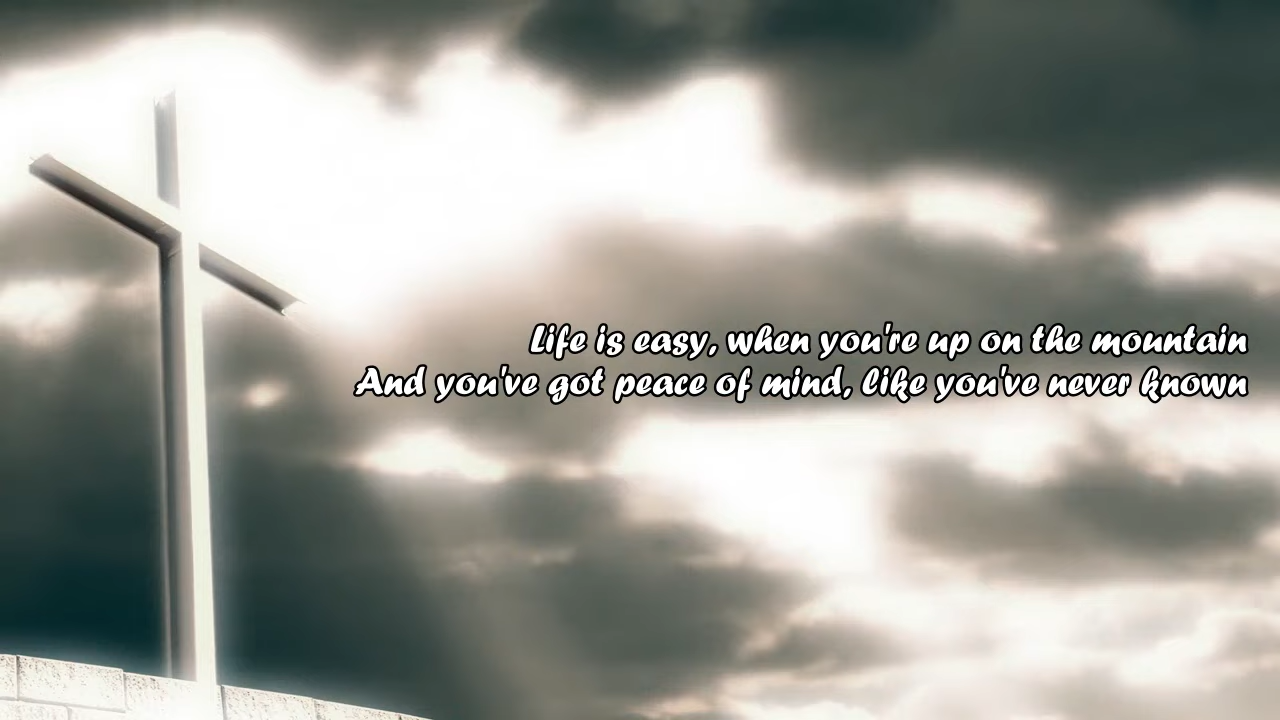 Life is easy, when you're up on the mountain
And you've got peace of mind, like you've never known